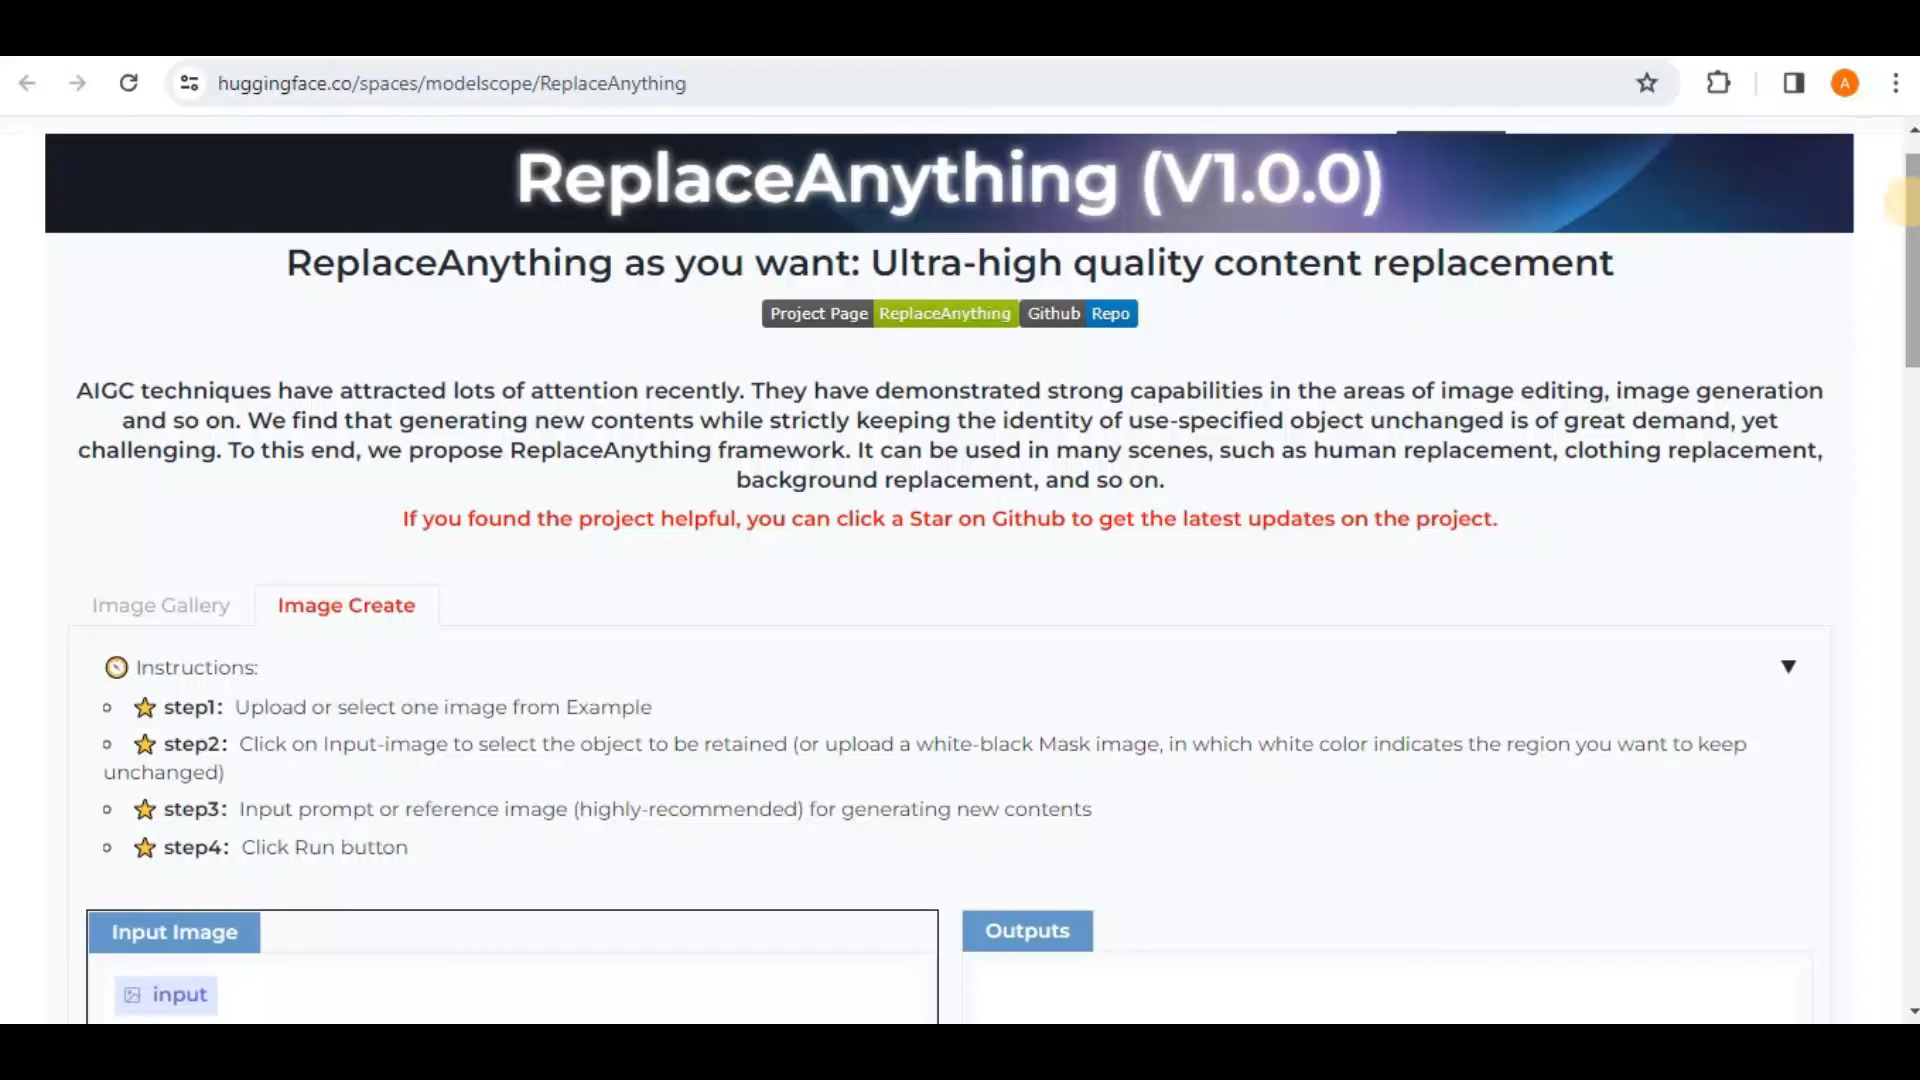 huggingface.co/spaces/modelscope/ReplaceAnything
A
ReplaceAnything (V1.0.0)
ReplaceAnything as you want: Ultra-high quality content replacement
Project Page ReplaceAnything Github Repo
AIGC techniques have attracted lots of attention recently. They have demonstrated strong capabilities in the areas of image editing, image generation
and so on. We find that generating new contents while strictly keeping the identity of use-specified object unchanged is of great demand, yet
challenging. To this end, we propose ReplaceAnything framework. It can be used in many scenes, such as human replacement, clothing replacement,
background replacement, and so on.
If you found the project helpful, you can click a Star on Github to get the latest updates on the project.
Image Gallery Image Create
Instructions:
step1: Upload or select one image from Example
step2: Click on Input-image to select the object to be retained (or upload a white-black Mask image, in which white color indicates the region you want to keep
unchanged)
step3: Input prompt or reference image (highly-recommended) for generating new contents
step4: Click Run button
Input Image Outputs
input